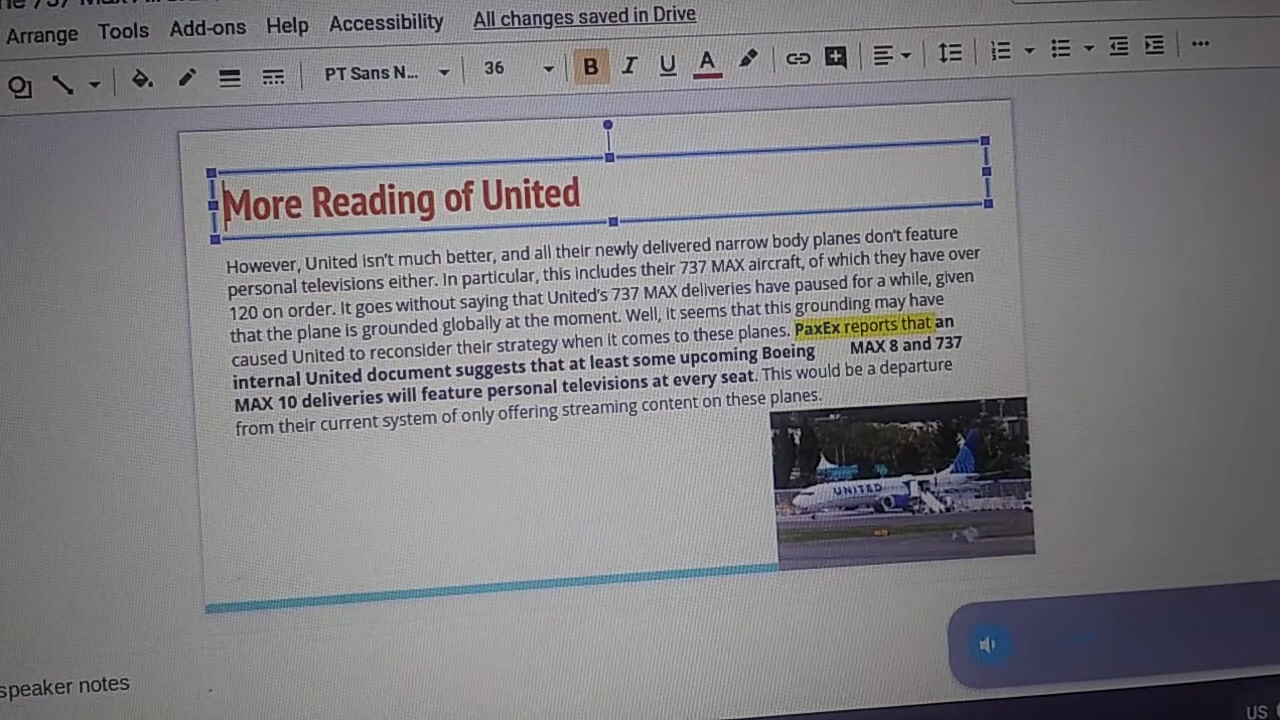 Arrange Tools Add-ons Help Accessibility All changes saved in Drive
PT Sans N... 36 B I U A
More Reading of United
However, United isn't much better, and all their newly delivered narrow body planes don't feature
personal televisions either. In particular, this includes their 737 MAX aircraft, of which they have over
120 on order. It goes without saying that United's 737 MAX deliveries have paused for a while, given
that the plane is grounded globally at the moment. Well, it seems that this grounding may have
caused United to reconsider their strategy when it comes to these planes. PaxEx reports that an
internal United document suggests that at least some upcoming Boeing MAX 8 and 737
MAX 10 deliveries will feature personal televisions at every seat. This would be a departure
from their current system of only offering streaming content on these planes.
UNITED
speaker notes
US